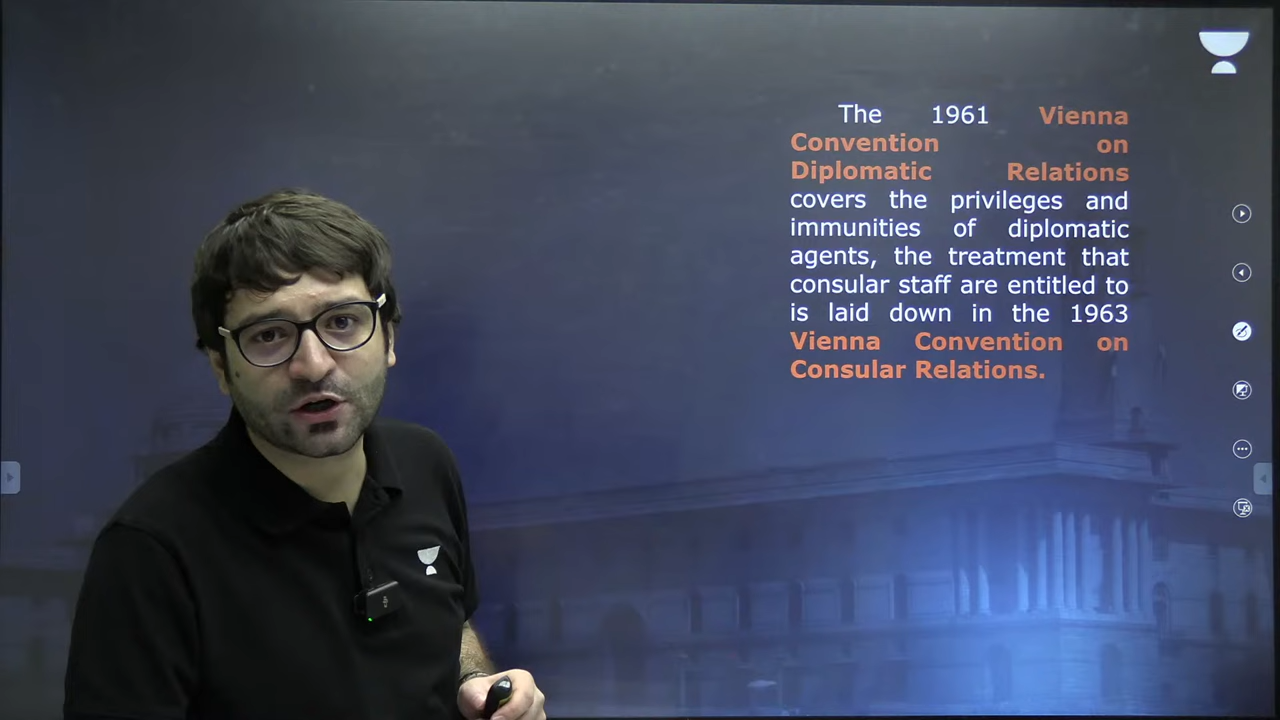 The 1961 Vienna
Convention on
Diplomatic Relations
covers the privileges and
immunities of diplomatic
agents, the treatment that
consular staff are entitled to
is laid down in the 1963
Vienna Convention on
Consular Relations.